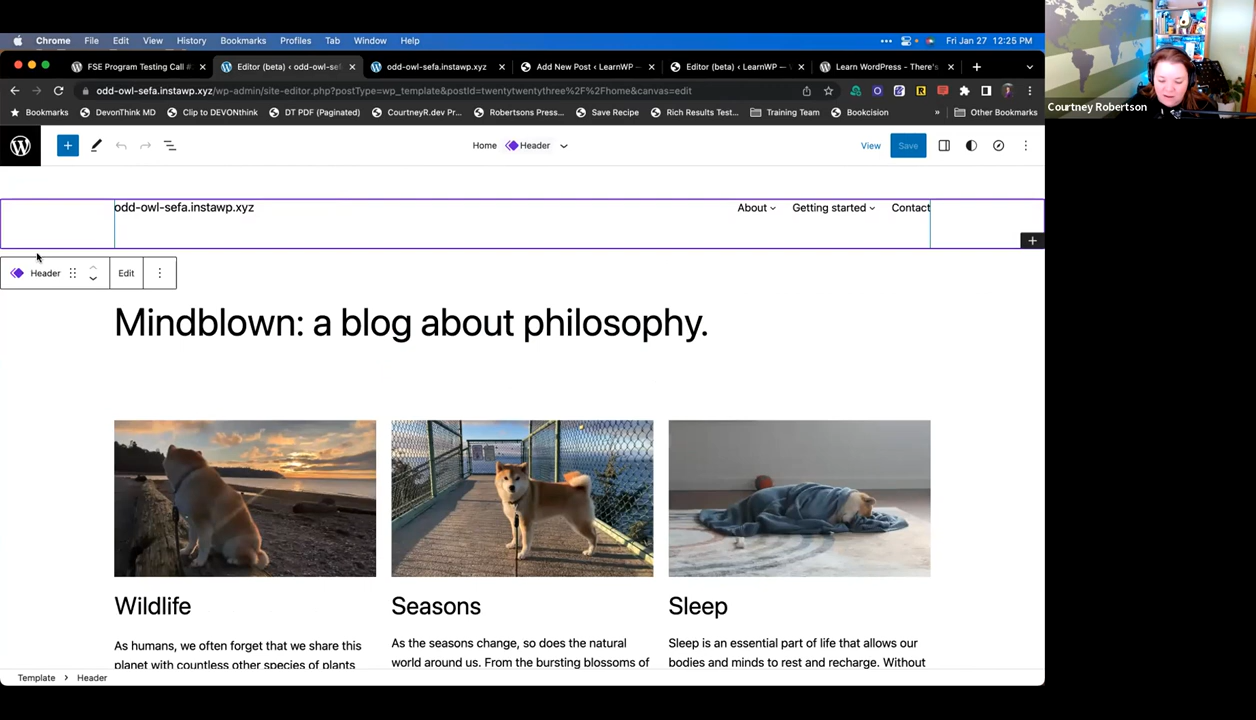 Chrome File Edit View History Bookmarks Profiles Tab Window Help Fri Jan 27 12:25 PM
FSE Program Testing Call # Editor (beta) ‹ odd-owl-sef odd-owl-sefa.instawp.xyz Add New Post ‹ LearnWP — Editor (beta) ‹ LearnWP — Learn WordPress - There's
odd-owl-sefa.instawp.xyz/wp-admin/site-editor.php?postType=wp_template&postId=twentytwentythree%2F%2Fhome&canvas=edit
Bookmarks DevonThink MD Clip to DEVONthink DT PDF (Paginated) CourtneyR.dev Pr... Robertsons Press... Save Recipe Rich Results Test... Training Team Bookcision » Other Bookmarks
Courtney Robertson
Home Header View Save
odd-owl-sefa.instawp.xyz About Getting started Contact
Header Edit
Mindblown: a blog about philosophy.
Wildlife Seasons Sleep
As humans, we often forget that we share this As the seasons change, so does the natural Sleep is an essential part of life that allows our
planet with countless other species of plants world around us. From the bursting blossoms of bodies and minds to rest and recharge. Without
Template > Header